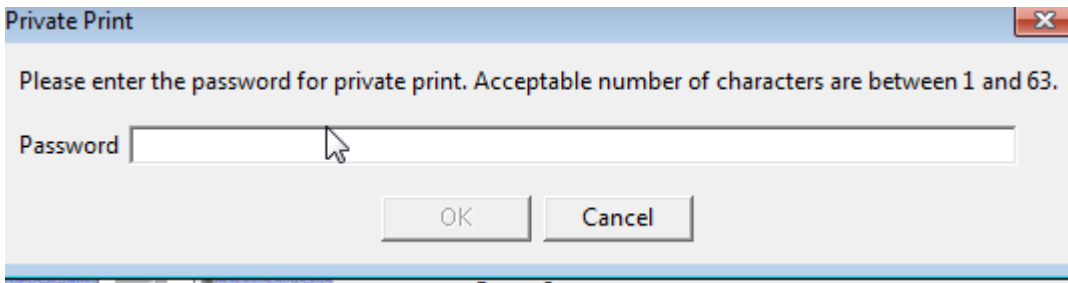 Private Print
Please enter the password for private print. Acceptable number of characters are between 1 and 63.
Password
OK Cancel